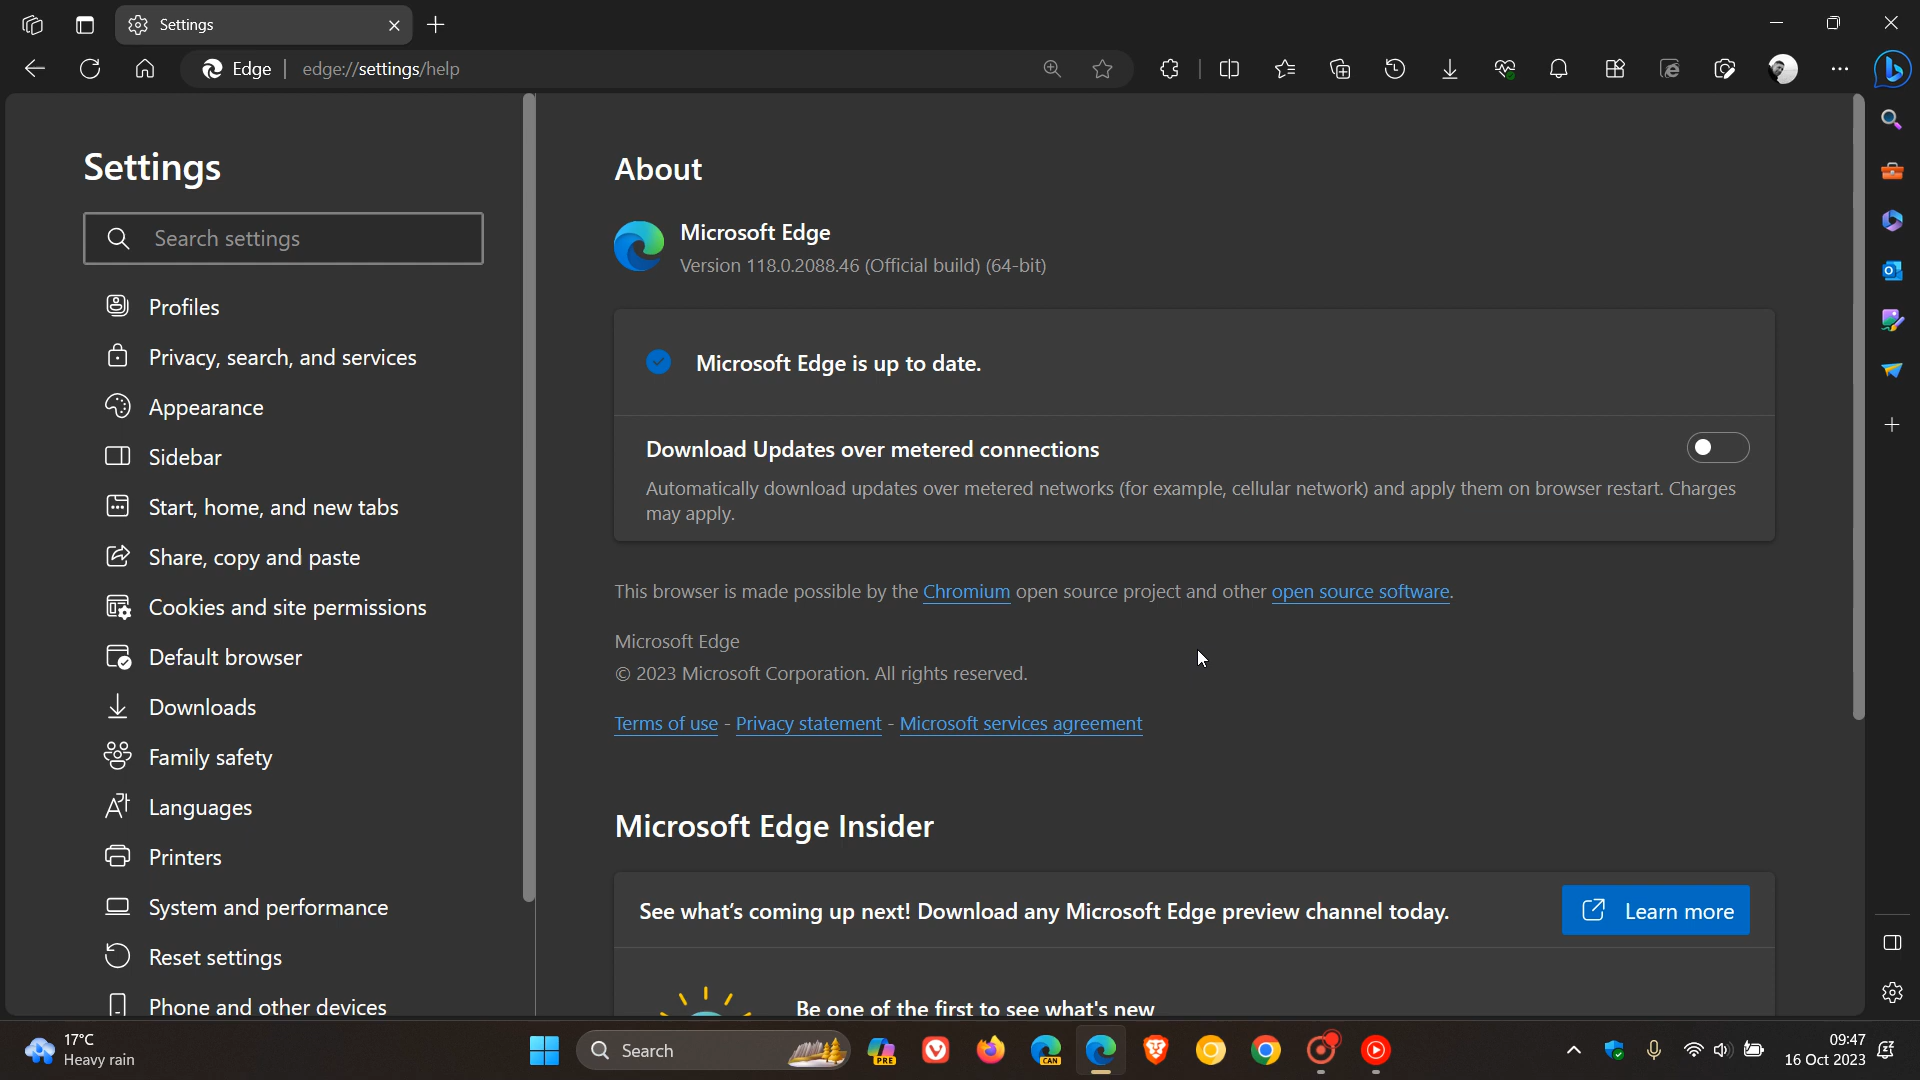 Settings
Edge
edge://settings/help
Settings
Search settings
Profiles
Privacy, search, and services
Appearance
Sidebar
Start, home, and new tabs
Share, copy and paste
Cookies and site permissions
Default browser
Downloads
Family safety
Languages
Printers
System and performance
Reset settings
Phone and other devices
About
Microsoft Edge
Version 118.0.2088.46 (Official build) (64-bit)
Microsoft Edge is up to date.
Download Updates over metered connections
Automatically download updates over metered networks (for example, cellular network) and apply them on browser restart. Charges
may apply.
This browser is made possible by the Chromium open source project and other open source software.
Microsoft Edge
© 2023 Microsoft Corporation. All rights reserved.
Terms of use - Privacy statement - Microsoft services agreement
Microsoft Edge Insider
See what's coming up next! Download any Microsoft Edge preview channel today.
Learn more
Be one of the first to see what's new
17°C
Heavy rain
Search
PRE
CAN
09:47
16 Oct 2023